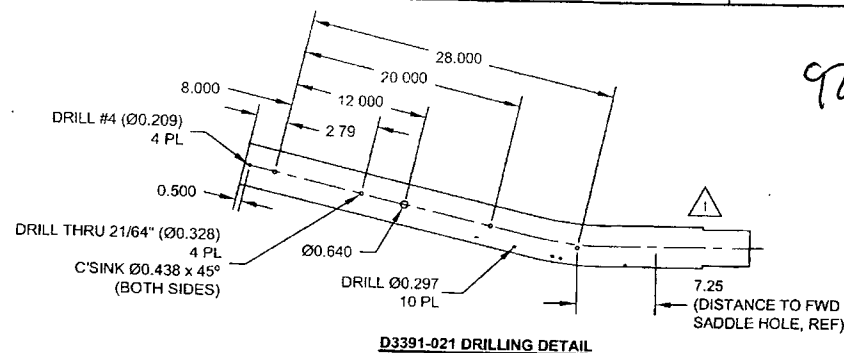 28.000
20 000
8.000
12 000
2.79
DRILL #4 (Ø0.209)
4 PL
0.500
DRILL THRU 21/64" (Ø0.328)
4 PL
C'SINK Ø0.438 x 45º
(BOTH SIDES)
Ø0.640
DRILL Ø0.297
10 PL
1
7.25
(DISTANCE TO FWD
SADDLE HOLE, REF)
D3391-021 DRILLING DETAIL